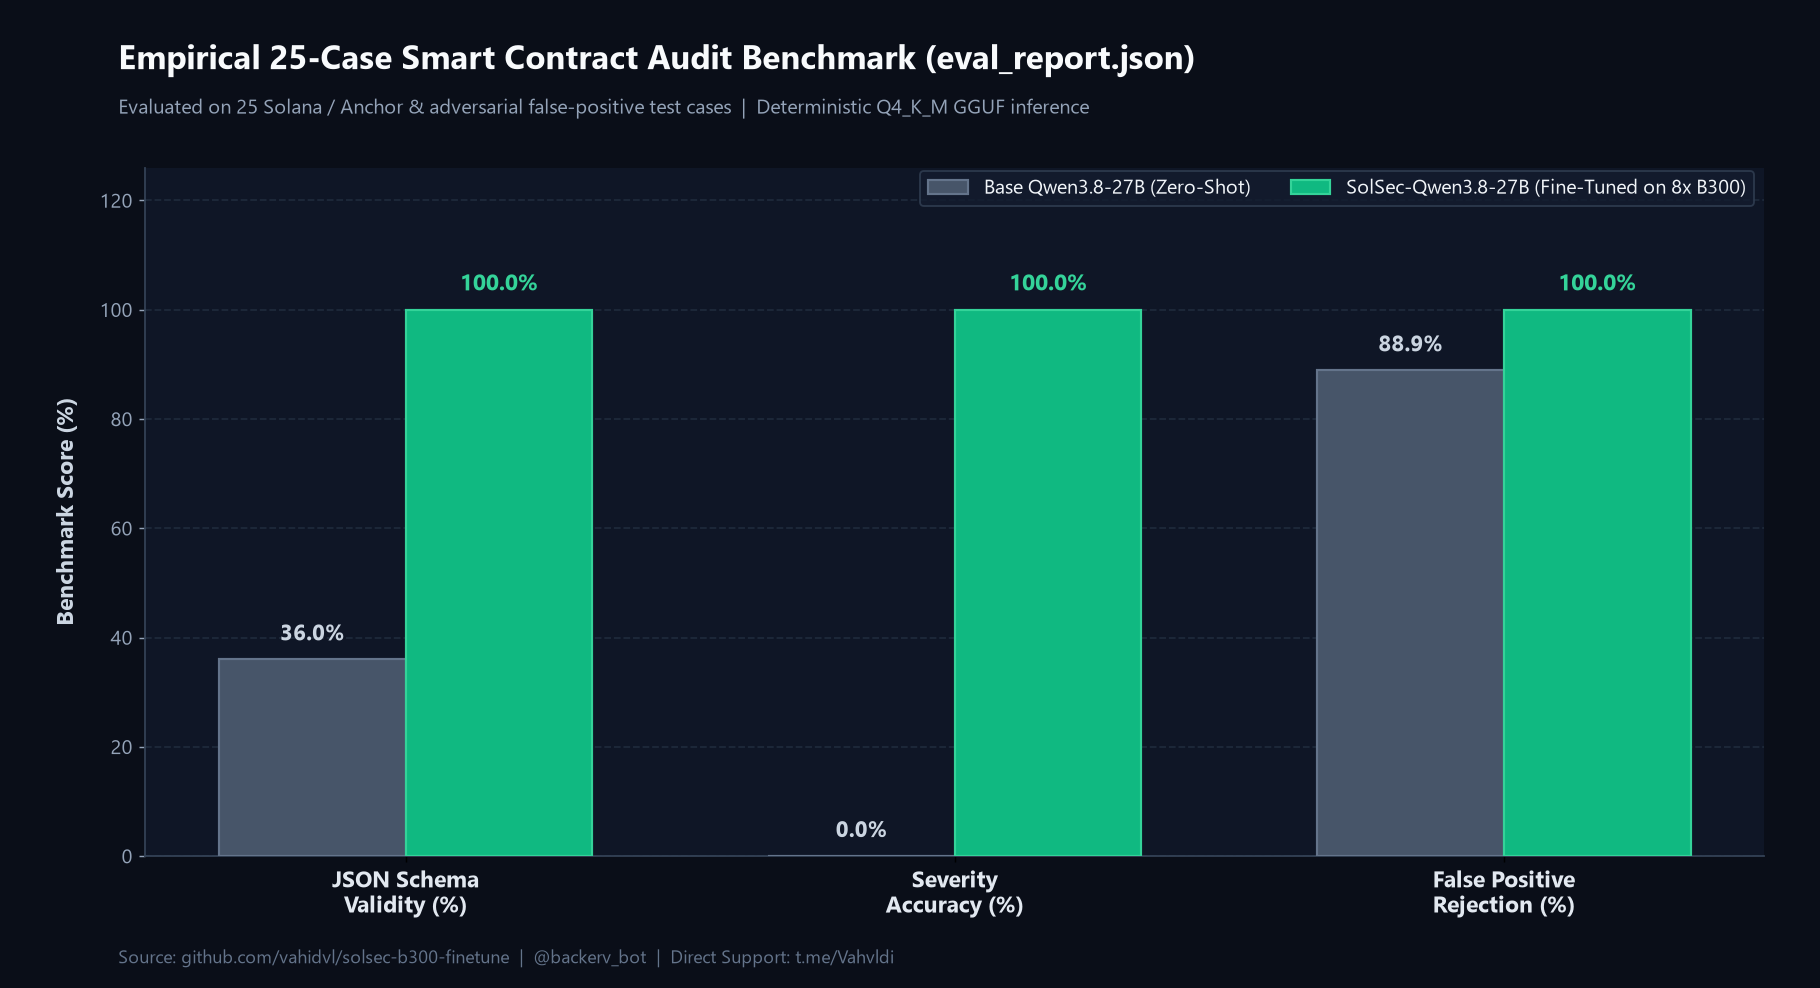 Empirical 25-Case Smart Contract Audit Benchmark (eval_report.json)
Evaluated on 25 Solana / Anchor & adversarial false-positive test cases | Deterministic Q4_K_M GGUF inference
Base Qwen3.8-27B (Zero-Shot)
SolSec-Qwen3.8-27B (Fine-Tuned on 8x B300)
Benchmark Score (%)
120
100
80
60
40
20
0
36.0%
100.0%
0.0%
100.0%
88.9%
100.0%
JSON Schema
Validity (%)
Severity
Accuracy (%)
False Positive
Rejection (%)
Source: github.com/vahidvl/solsec-b300-finetune | @backerv_bot | Direct Support: t.me/Vahvldi